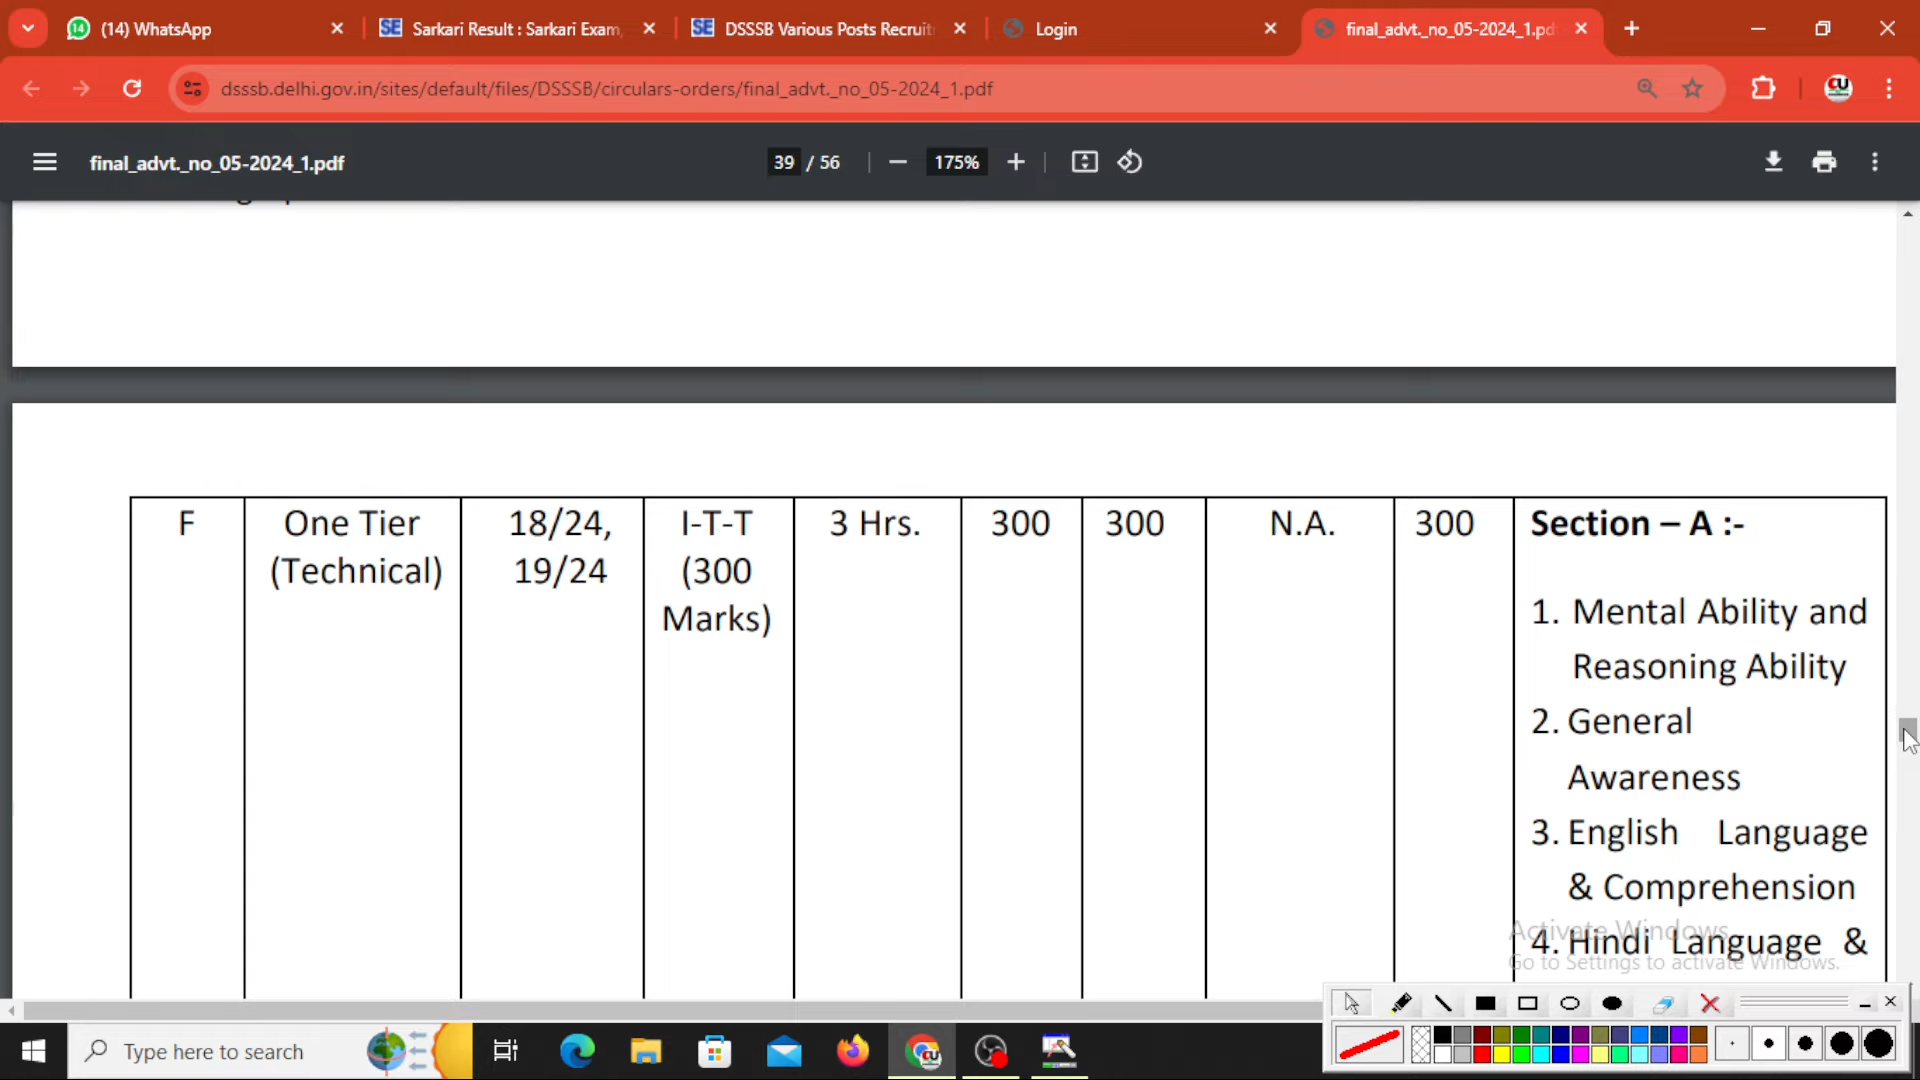 (14) WhatsApp
Sarkari Result : Sarkari Exam,
DSSSB Various Posts Recruit
Login
final_advt._no_05-2024_1.pd
dsssb.delhi.gov.in/sites/default/files/DSSSB/circulars-orders/final_advt._no_05-2024_1.pdf
final_advt._no_05-2024_1.pdf
39 / 56
175%
F
One Tier
(Technical)
18/24,
19/24
I-T-T
(300
Marks)
3 Hrs.
300
300
N.A.
300
Section – A :-
1. Mental Ability and
Reasoning Ability
2. General
Awareness
3. English Language
& Comprehension
4. Hindi Language &
Activate Windows
Go to Settings to activate Windows.
Type here to search